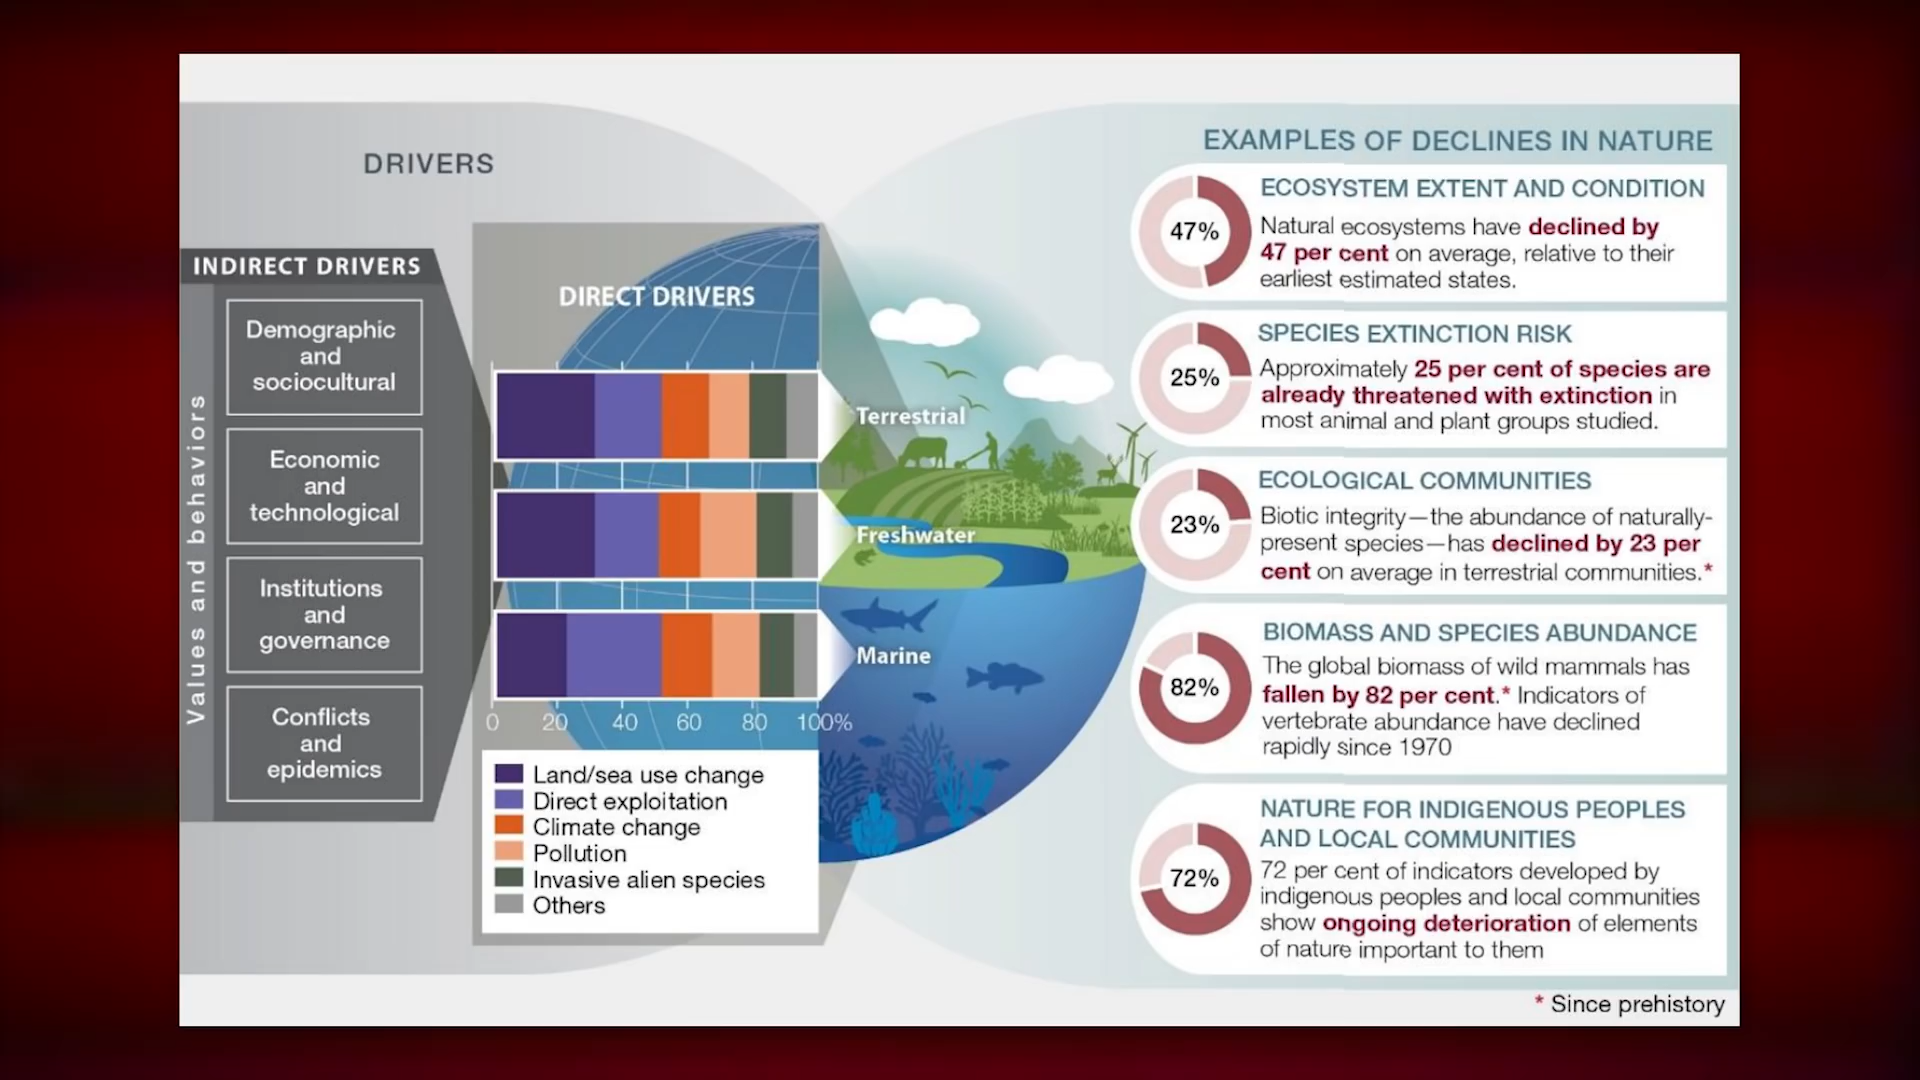 DRIVERS
INDIRECT DRIVERS
Values and behaviors
Demographic
and
sociocultural
Economic
and
technological
Institutions
and
governance
Conflicts
and
epidemics
DIRECT DRIVERS
Terrestrial
Freshwater
Marine
0 20 40 60 80 100%
Land/sea use change
Direct exploitation
Climate change
Pollution
Invasive alien species
Others
EXAMPLES OF DECLINES IN NATURE
47%
ECOSYSTEM EXTENT AND CONDITION
Natural ecosystems have declined by
47 per cent on average, relative to their
earliest estimated states.
25%
SPECIES EXTINCTION RISK
Approximately 25 per cent of species are
already threatened with extinction in
most animal and plant groups studied.
23%
ECOLOGICAL COMMUNITIES
Biotic integrity—the abundance of naturally-
present species—has declined by 23 per
cent on average in terrestrial communities.*
82%
BIOMASS AND SPECIES ABUNDANCE
The global biomass of wild mammals has
fallen by 82 per cent.* Indicators of
vertebrate abundance have declined
rapidly since 1970
72%
NATURE FOR INDIGENOUS PEOPLES
AND LOCAL COMMUNITIES
72 per cent of indicators developed by
indigenous peoples and local communities
show ongoing deterioration of elements
of nature important to them
* Since prehistory